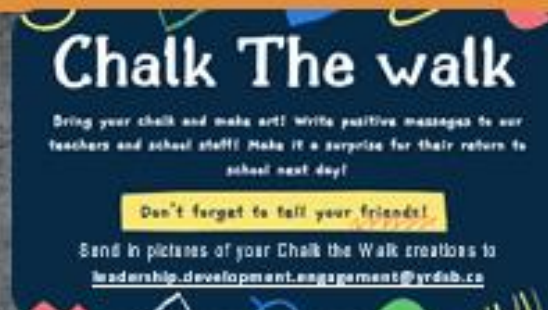 Chalk The walk
Bring your chalk and make art! Write positive messages to our
teachers and school staff! Make it a surprise for their return to
school next day!
Don't forget to tell your friends!
Send in pictures of your Chalk the Walk creations to
leadership.development.engagement@yrdsb.ca